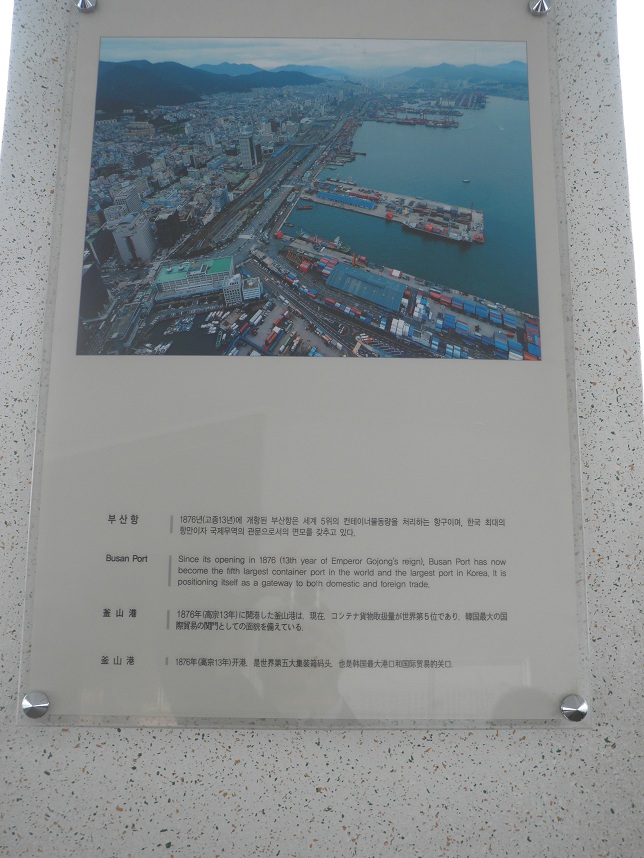 부산항
1876년(고종13년)에 개항된 부산항은 세계 5위의 컨테이너물동량을 처리하는 항구이며, 한국 최대의
항만이자 국제무역의 관문으로서의 면모를 갖추고 있다.
Busan Port
Since its opening in 1876 (13th year of Emperor Gojong's reign), Busan Port has now
become the fifth largest container port in the world and the largest port in Korea. It is
positioning itself as a gateway to both domestic and foreign trade.
釜山港
1876年(高宗13年)に開港した釜山港は、現在、コンテナ貨物取扱量が世界第5位であり、韓国最大の国
際貿易の関門としての面貌を備えている.
釜山港
1876年(高宗13年)开港, 是世界第五大集装箱码头, 也是韩国最大港口和国际贸易的关口.